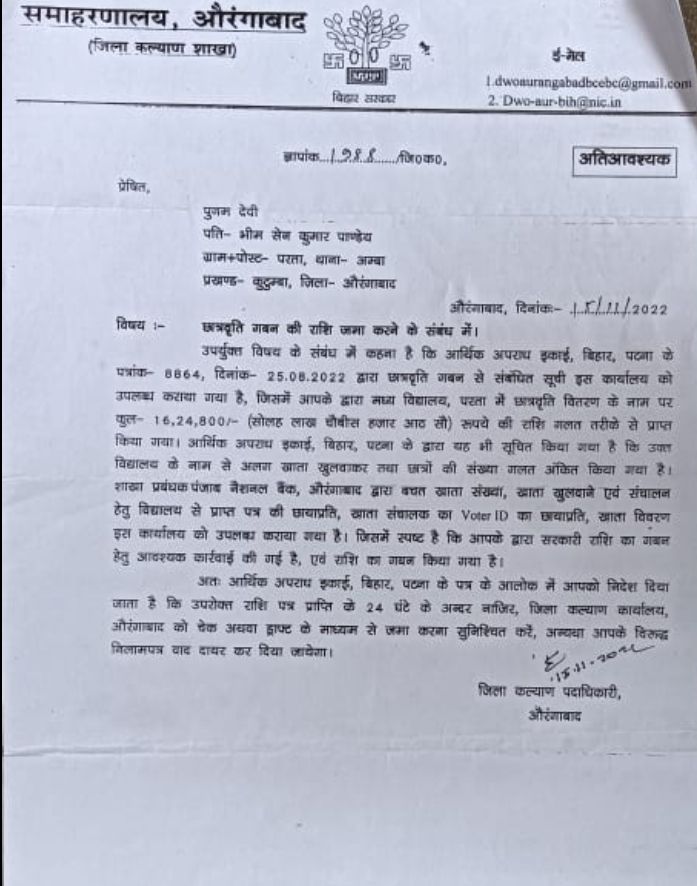 समाहरणालय, औरंगाबाद
(जिला कल्याण शाखा)
बिहार सरकार
ई-मेल
1.dwoaurangabadbcebc@gmail.com
2. Dwo-aur-bih@nic.in
ज्ञापांक...1988....../जि0क0,
अतिआवश्यक
प्रेषित,
पुनम देवी
पति- भीम सेन कुमार पाण्डेय
ग्राम+पोस्ट- परता, थाना- अम्बा
प्रखण्ड- कुटुम्बा, जिला- औरंगाबाद
औरंगाबाद, दिनांक:- 15/11/2022
विषय :- छात्रवृति गबन की राशि जमा करने के संबंध में।
उपर्युक्त विषय के संबंध में कहना है कि आर्थिक अपराध इकाई, बिहार, पटना के
पत्रांक- 8864, दिनांक- 25.08.2022 द्वारा छात्रवृति गबन से संबंधित सूची इस कार्यालय को
उपलब्ध कराया गया है, जिसमें आपके द्वारा मध्य विद्यालय, परता में छात्रवृति वितरण के नाम पर
कुल- 16,24,800/- (सोलह लाख चौबीस हजार आठ सौ) रूपये की राशि गलत तरीके से प्राप्त
किया गया। आर्थिक अपराध इकाई, बिहार, पटना के द्वारा यह भी सूचित किया गया है कि उक्त
विद्यालय के नाम से अलग खाता खुलवाकर तथा छात्रों की संख्या गलत अंकित किया गया है।
शाखा प्रबंधक पंजाब नैशनल बैंक, औरंगाबाद द्वारा बचत खाता संख्या, खाता खुलवाने एवं संचालन
हेतु विद्यालय से प्राप्त पत्र की छायाप्रति, खाता संचालक का Voter ID का छायाप्रति, खाता विवरण
इस कार्यालय को उपलब्ध कराया गया है। जिसमें स्पष्ट है कि आपके द्वारा सरकारी राशि का गबन
हेतु आवश्यक कार्रवाई की गई है, एवं राशि का गबन किया गया है।
अतः आर्थिक अपराध इकाई, बिहार, पटना के पत्र के आलोक में आपको निदेश दिया
जाता है कि उपरोक्त राशि पत्र प्राप्ति के 24 घंटे के अन्दर नाजिर, जिला कल्याण कार्यालय,
औरंगाबाद को चेक अथवा ड्राफ्ट के माध्यम से जमा करना सुनिश्चित करें, अन्यथा आपके विरूद्ध
निलामपत्र वाद दायर कर दिया जायेगा।
15.11.2022
जिला कल्याण पदाधिकारी,
औरंगाबाद